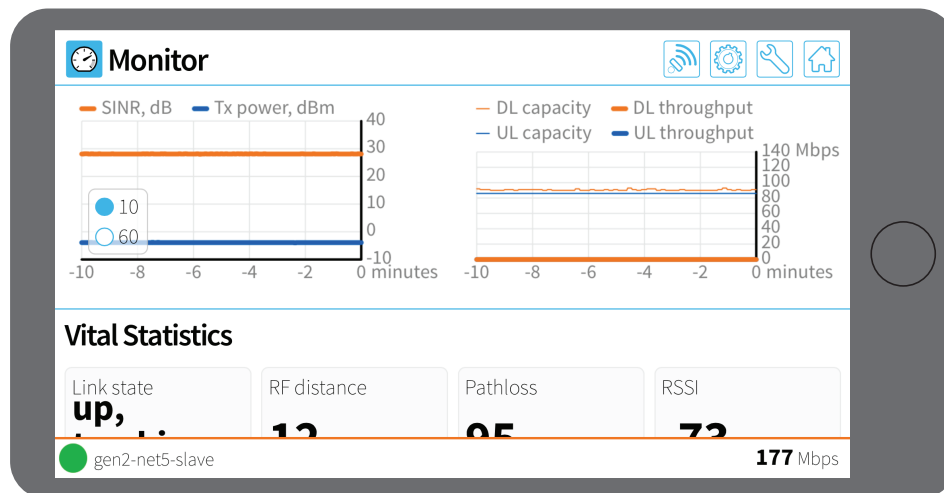 Monitor
SINR, dB Tx power, dBm
40
30
20
10
0
-10
10
60
-10 -8 -6 -4 -2 0 minutes
DL capacity DL throughput
UL capacity UL throughput
140 Mbps
120
100
80
60
40
20
0
-10 -8 -6 -4 -2 0 minutes
Vital Statistics
Link state RF distance Pathloss RSSI
up,
12 95 -73
gen2-net5-slave 177 Mbps